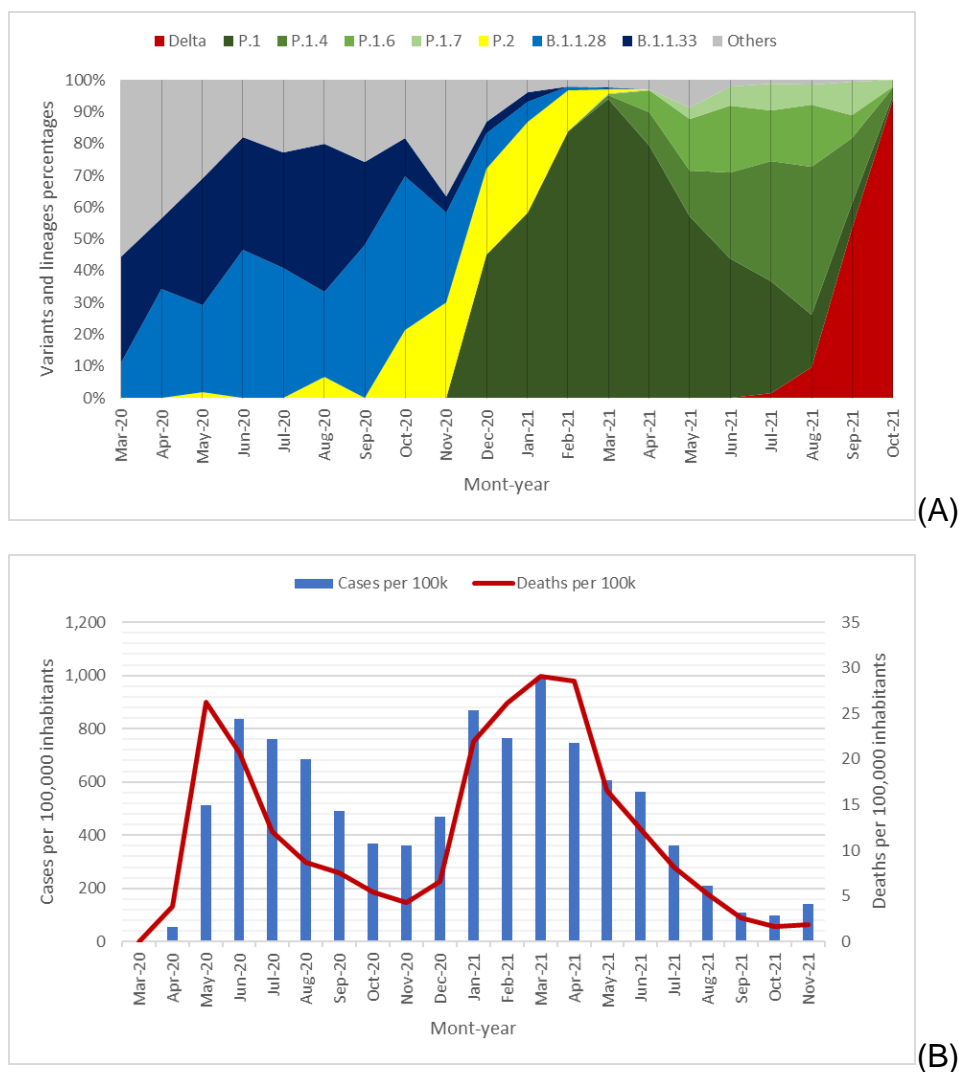 Delta P.1 P.1.4 P.1.6 P.1.7 P.2 B.1.1.28 B.1.1.33 Others
Variants and lineages percentages
100%
90%
80%
70%
60%
50%
40%
30%
20%
10%
0%
Mar-20
Apr-20
May-20
Jun-20
Jul-20
Aug-20
Sep-20
Oct-20
Nov-20
Dec-20
Jan-21
Feb-21
Mar-21
Apr-21
May-21
Jun-21
Jul-21
Aug-21
Sep-21
Oct-21
Mont-year
(A)
Cases per 100k Deaths per 100k
Cases per 100,000 inhabitants
1,200
1,000
800
600
400
200
0
35
30
25
20
15
10
5
0
Deaths per 100,000 inhabitants
Mar-20
Apr-20
May-20
Jun-20
Jul-20
Aug-20
Sep-20
Oct-20
Nov-20
Dec-20
Jan-21
Feb-21
Mar-21
Apr-21
May-21
Jun-21
Jul-21
Aug-21
Sep-21
Oct-21
Nov-21
Mont-year
(B)